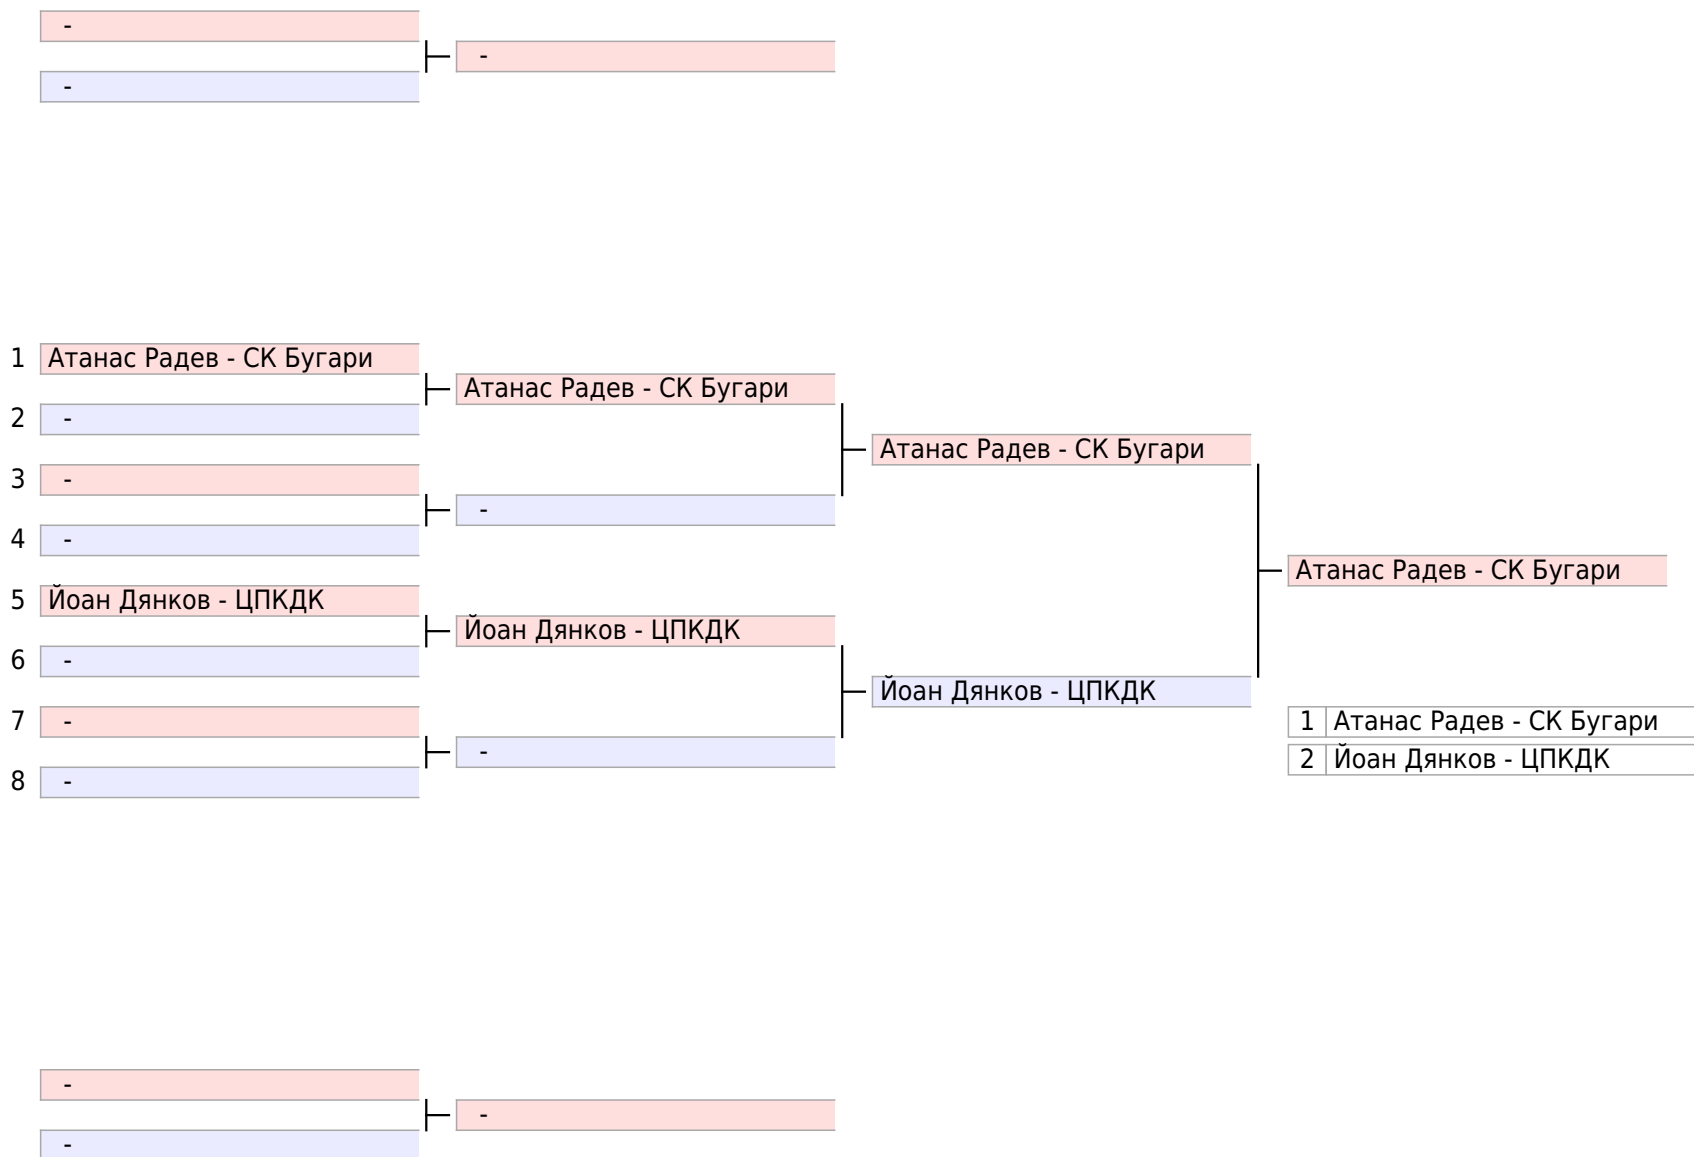 -
-
-
1 Атанас Радев - СК Бугари
Атанас Радев - СК Бугари
2 -
Атанас Радев - СК Бугари
3 -
-
4 -
Атанас Радев - СК Бугари
5 Йоан Дянков - ЦПКДК
Йоан Дянков - ЦПКДК
6 -
Йоан Дянков - ЦПКДК
7 -
1 Атанас Радев - СК Бугари
-
2 Йоан Дянков - ЦПКДК
8 -
-
-
-